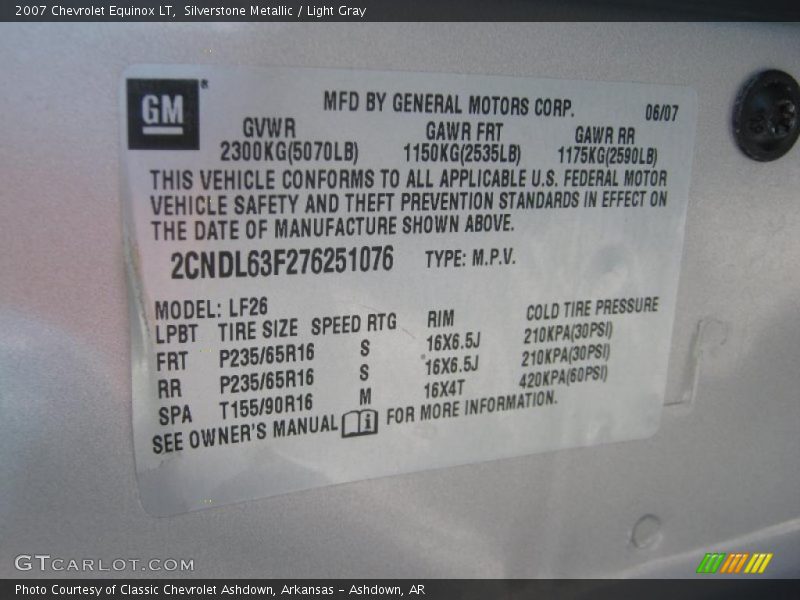 2007 Chevrolet Equinox LT, Silverstone Metallic / Light Gray
GM
MFD BY GENERAL MOTORS CORP. 06/07
GVWR GAWR FRT GAWR RR
2300KG(5070LB) 1150KG(2535LB) 1175KG(2590LB)
THIS VEHICLE CONFORMS TO ALL APPLICABLE U.S. FEDERAL MOTOR
VEHICLE SAFETY AND THEFT PREVENTION STANDARDS IN EFFECT ON
THE DATE OF MANUFACTURE SHOWN ABOVE.
2CNDL63F276251076 TYPE: M.P.V.
MODEL: LF26
LPBT TIRE SIZE SPEED RTG RIM COLD TIRE PRESSURE
FRT P235/65R16 S 16X6.5J 210KPA(30PSI)
RR P235/65R16 S 16X6.5J 210KPA(30PSI)
SPA T155/90R16 M 16X4T 420KPA(60PSI)
SEE OWNER'S MANUAL i FOR MORE INFORMATION.
GTCARLOT.COM
Photo Courtesy of Classic Chevrolet Ashdown, Arkansas - Ashdown, AR